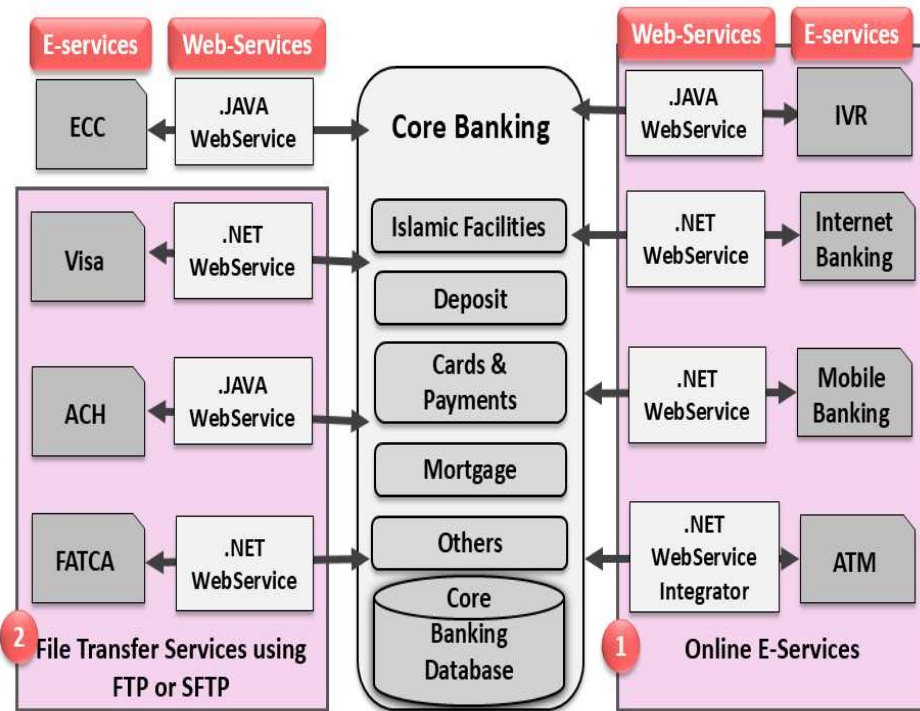 E-services
Web-Services
ECC
.JAVA
WebService
Visa
.NET
WebService
ACH
.JAVA
WebService
FATCA
.NET
WebService
2
File Transfer Services using
FTP or SFTP
Core Banking
Islamic Facilities
Deposit
Cards &
Payments
Mortgage
Others
Core
Banking
Database
Web-Services
E-services
.JAVA
WebService
IVR
.NET
WebService
Internet
Banking
.NET
WebService
Mobile
Banking
.NET
WebService
Integrator
ATM
1
Online E-Services